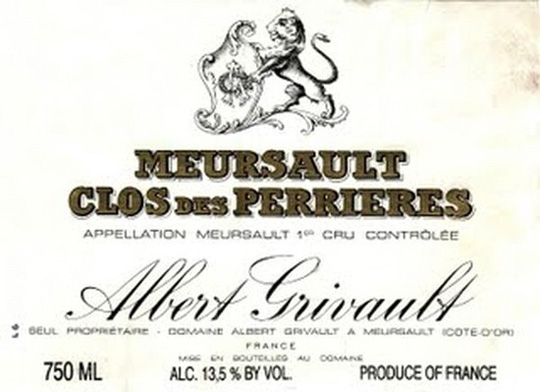 MEURSAULT
CLOS DES PERRIERES
APPELLATION MEURSAULT 1er CRU CONTRÔLÉE
Albert Grivault
SEUL PROPRIÉTAIRE - DOMAINE ALBERT GRIVAULT A MEURSAULT (COTE-D'OR)
FRANCE
MISE EN BOUTEILLES AU DOMAINE
750 ML ALC. 13,5 % BY VOL. PRODUCE OF FRANCE